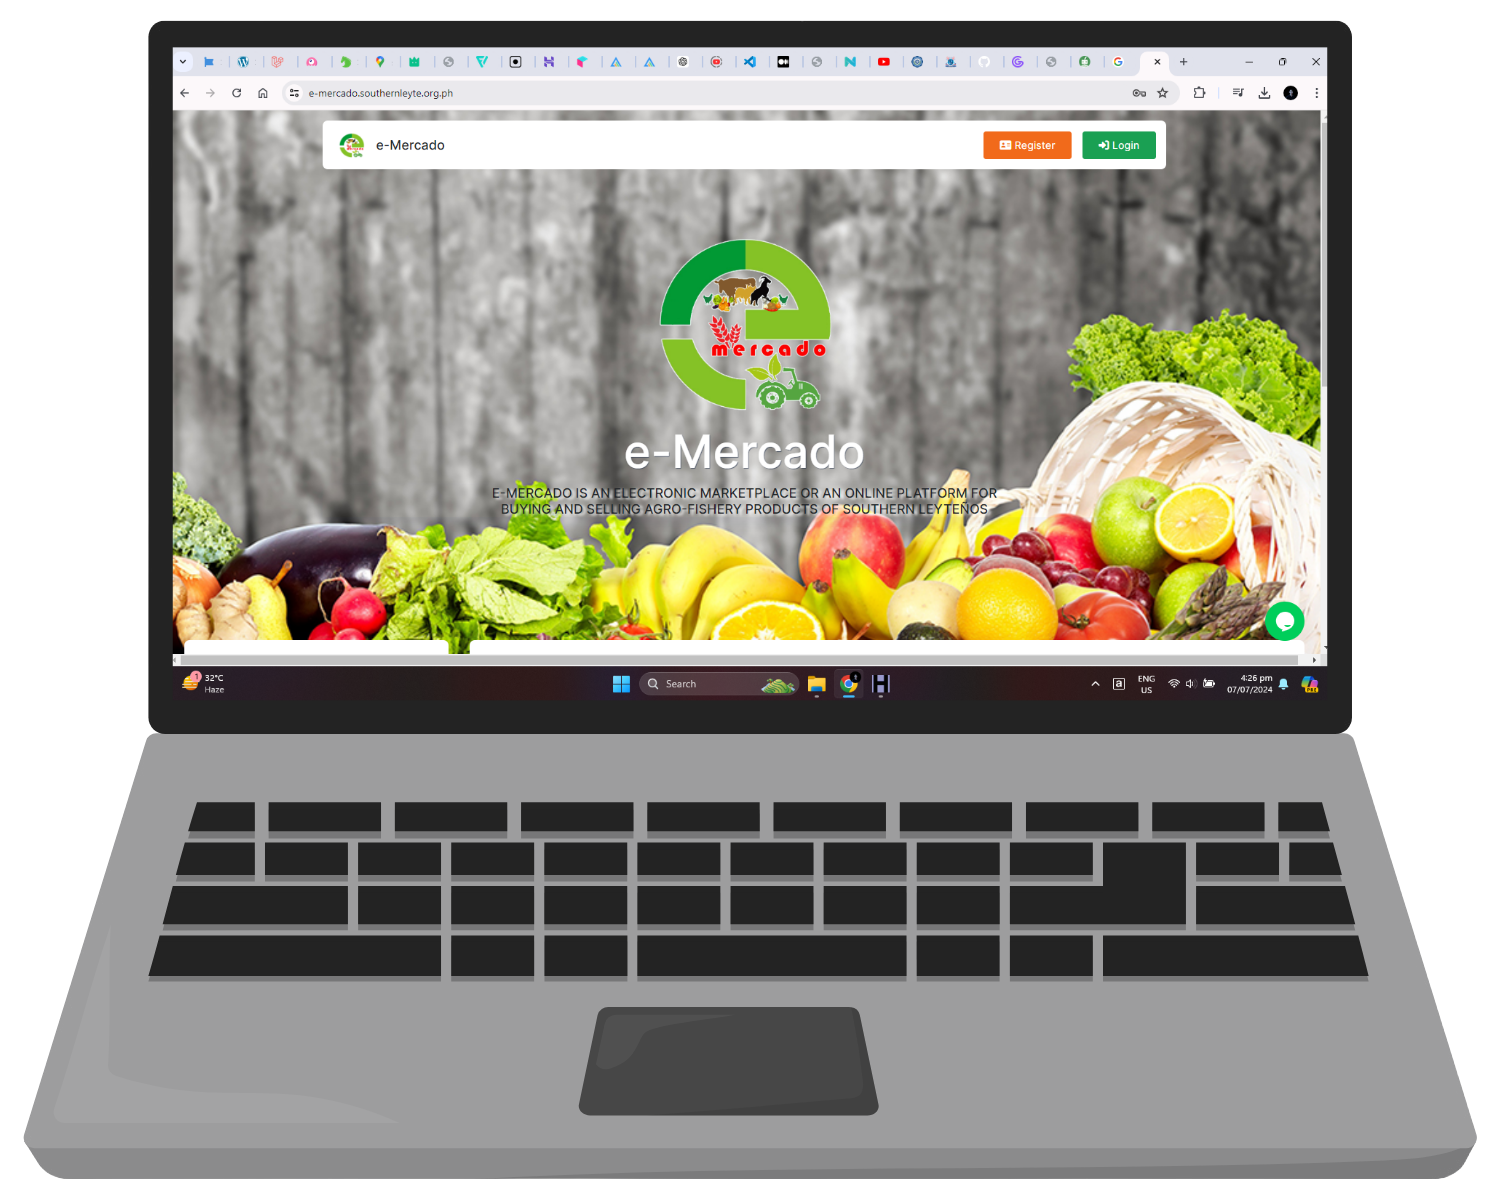 e-mercado.southernleyte.org.ph
e-Mercado
Register
Login
mercado
e-Mercado
E-MERCADO IS AN ELECTRONIC MARKETPLACE OR AN ONLINE PLATFORM FOR
BUYING AND SELLING AGRO-FISHERY PRODUCTS OF SOUTHERN LEYTEÑOS
1
32°C
Haze
Search
ENG
US
4:26 pm
07/07/2024
PRE